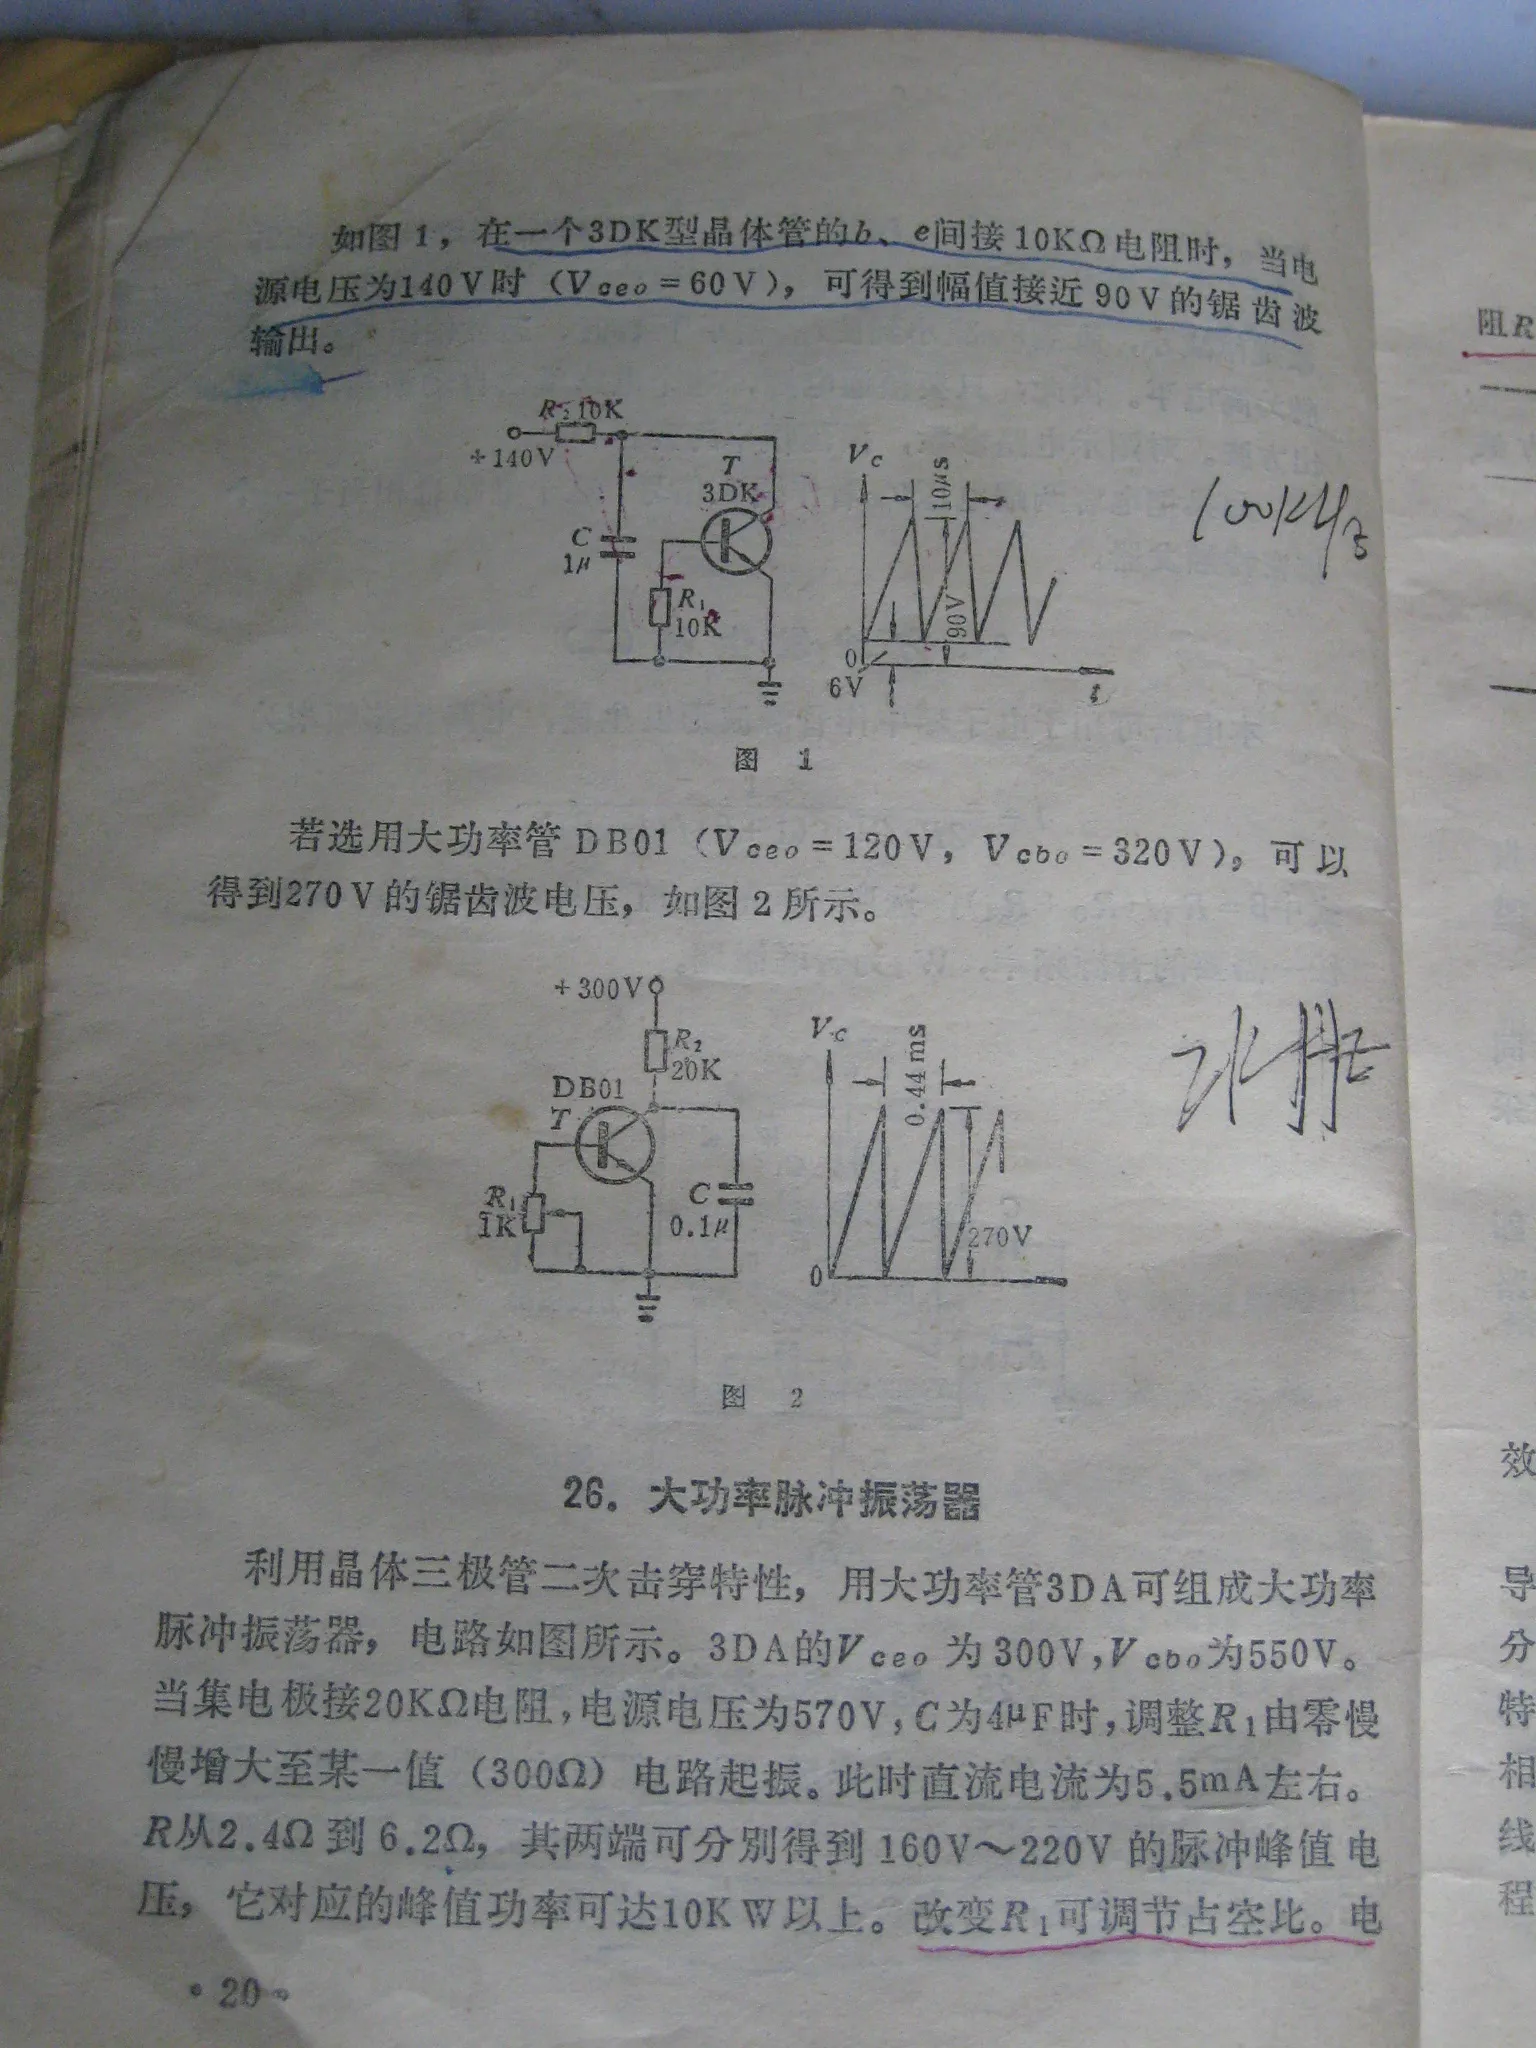 如图1，在一个3DK型晶体管的b、e间接10KΩ电阻时，当电
源电压为140V时（Vceo=60V），可得到幅值接近90V的锯齿波
输出。
R₂ 10K
+140V
T
3DK
C
1μ
R₁
10K
Vc
10μs
90V
0
6V
t
100KHz
图 1
若选用大功率管DB01（Vceo=120V，Vcbo=320V），可以
得到270V的锯齿波电压，如图2所示。
+300V
R₂
20K
DB01
T
R₁
1K
C
0.1μ
Vc
0.44ms
270V
0
图 2
26．大功率脉冲振荡器
利用晶体三极管二次击穿特性，用大功率管3DA可组成大功率
脉冲振荡器，电路如图所示。3DA的Vceo为300V，Vcbo为550V。
当集电极接20KΩ电阻，电源电压为570V，C为4μF时，调整R₁由零慢
慢增大至某一值（300Ω）电路起振。此时直流电流为5.5mA左右。
R从2.4Ω到6.2Ω，其两端可分别得到160V～220V的脉冲峰值电
压，它对应的峰值功率可达10KW以上。改变R₁可调节占空比。电
·20·
阻R
效
导
分
特
相
线
程